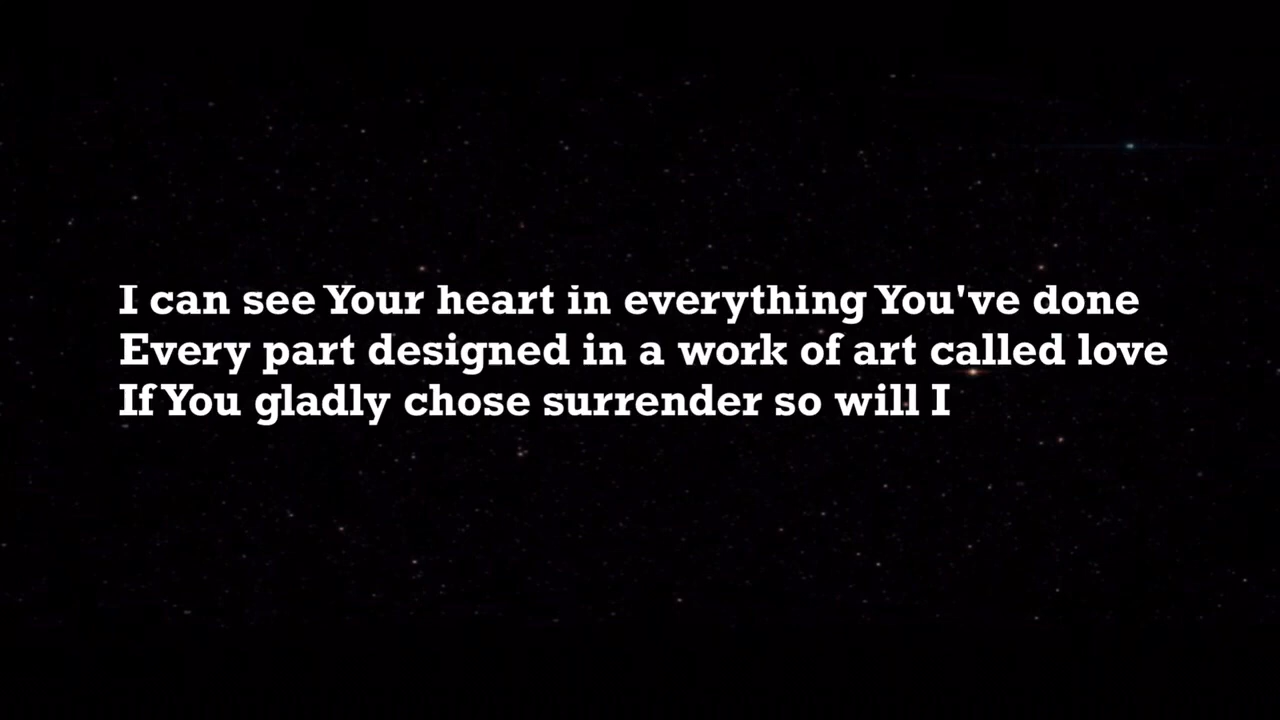 I can see Your heart in everything You've done
Every part designed in a work of art called love
If You gladly chose surrender so will I